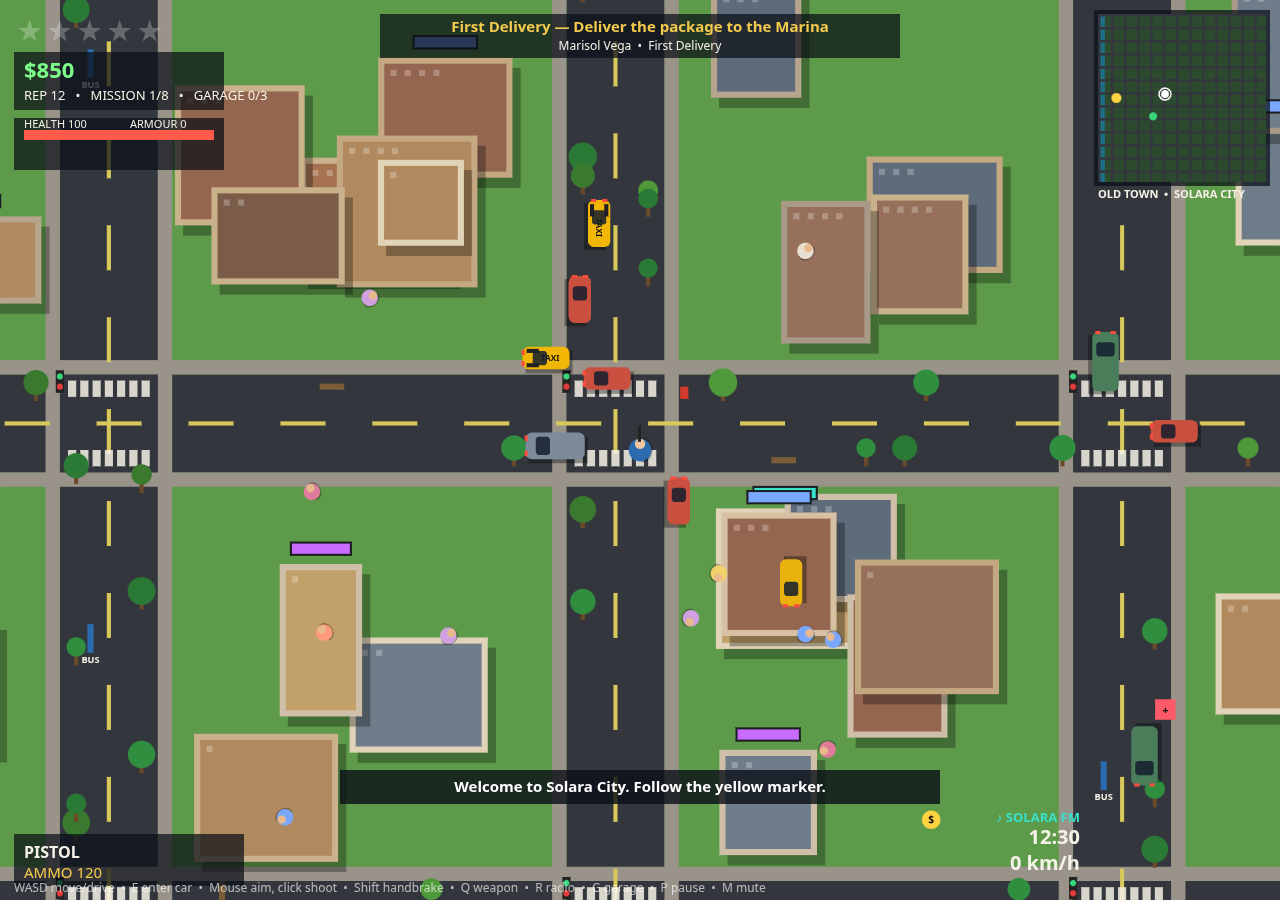 First Delivery — Deliver the package to the Marina
Marisol Vega • First Delivery
$850
BUS
REP 12 • MISSION 1/8 • GARAGE 0/3
HEALTH 100 ARMOUR 0
OLD TOWN • SOLARA CITY
TAXI
TAXI
BUS
+
Welcome to Solara City. Follow the yellow marker.
BUS
$
♪ SOLARA FM
12:30
0 km/h
PISTOL
AMMO 120
WASD move/drive • E enter car • Mouse aim, click shoot • Shift handbrake • Q weapon • R radio • G garage • P pause • M mute